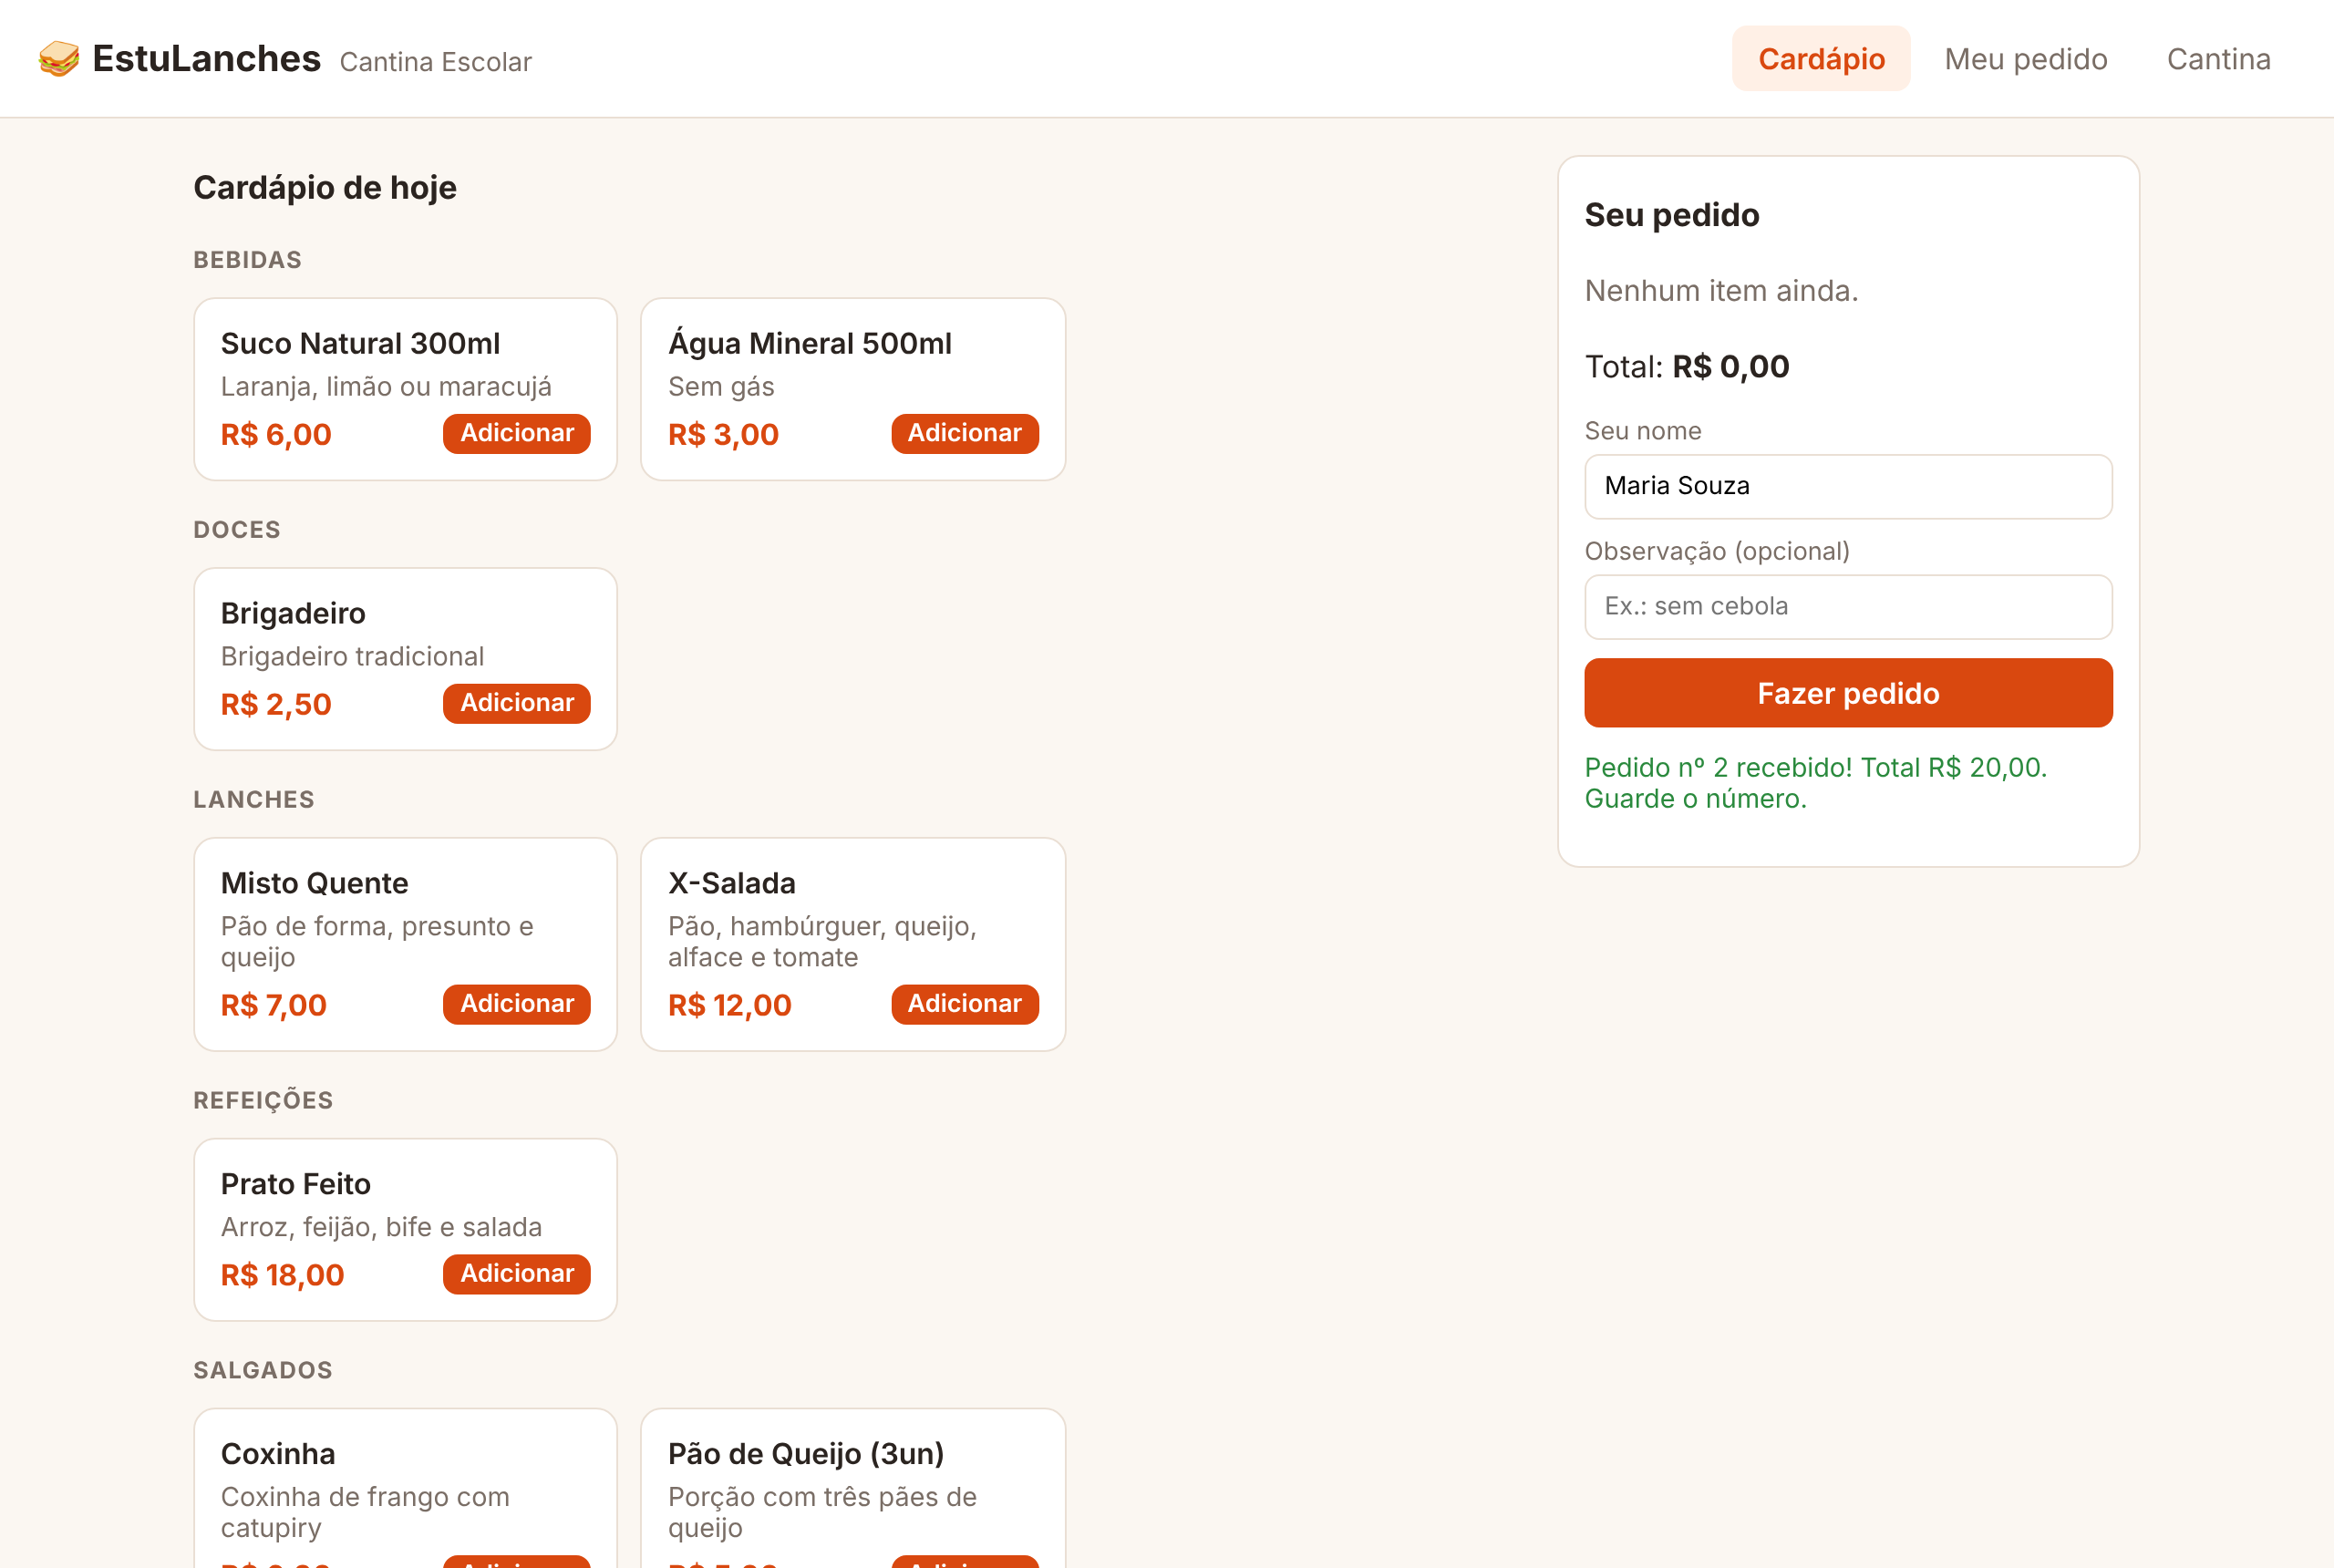 EstuLanches Cantina Escolar
Cardápio
Meu pedido
Cantina
Cardápio de hoje
BEBIDAS
Suco Natural 300ml
Laranja, limão ou maracujá
R$ 6,00
Adicionar
Água Mineral 500ml
Sem gás
R$ 3,00
Adicionar
DOCES
Brigadeiro
Brigadeiro tradicional
R$ 2,50
Adicionar
LANCHES
Misto Quente
Pão de forma, presunto e
queijo
R$ 7,00
Adicionar
X-Salada
Pão, hambúrguer, queijo,
alface e tomate
R$ 12,00
Adicionar
REFEIÇÕES
Prato Feito
Arroz, feijão, bife e salada
R$ 18,00
Adicionar
SALGADOS
Coxinha
Coxinha de frango com
catupiry
Pão de Queijo (3un)
Porção com três pães de
queijo
Seu pedido
Nenhum item ainda.
Total: R$ 0,00
Seu nome
Maria Souza
Observação (opcional)
Ex.: sem cebola
Fazer pedido
Pedido nº 2 recebido! Total R$ 20,00.
Guarde o número.